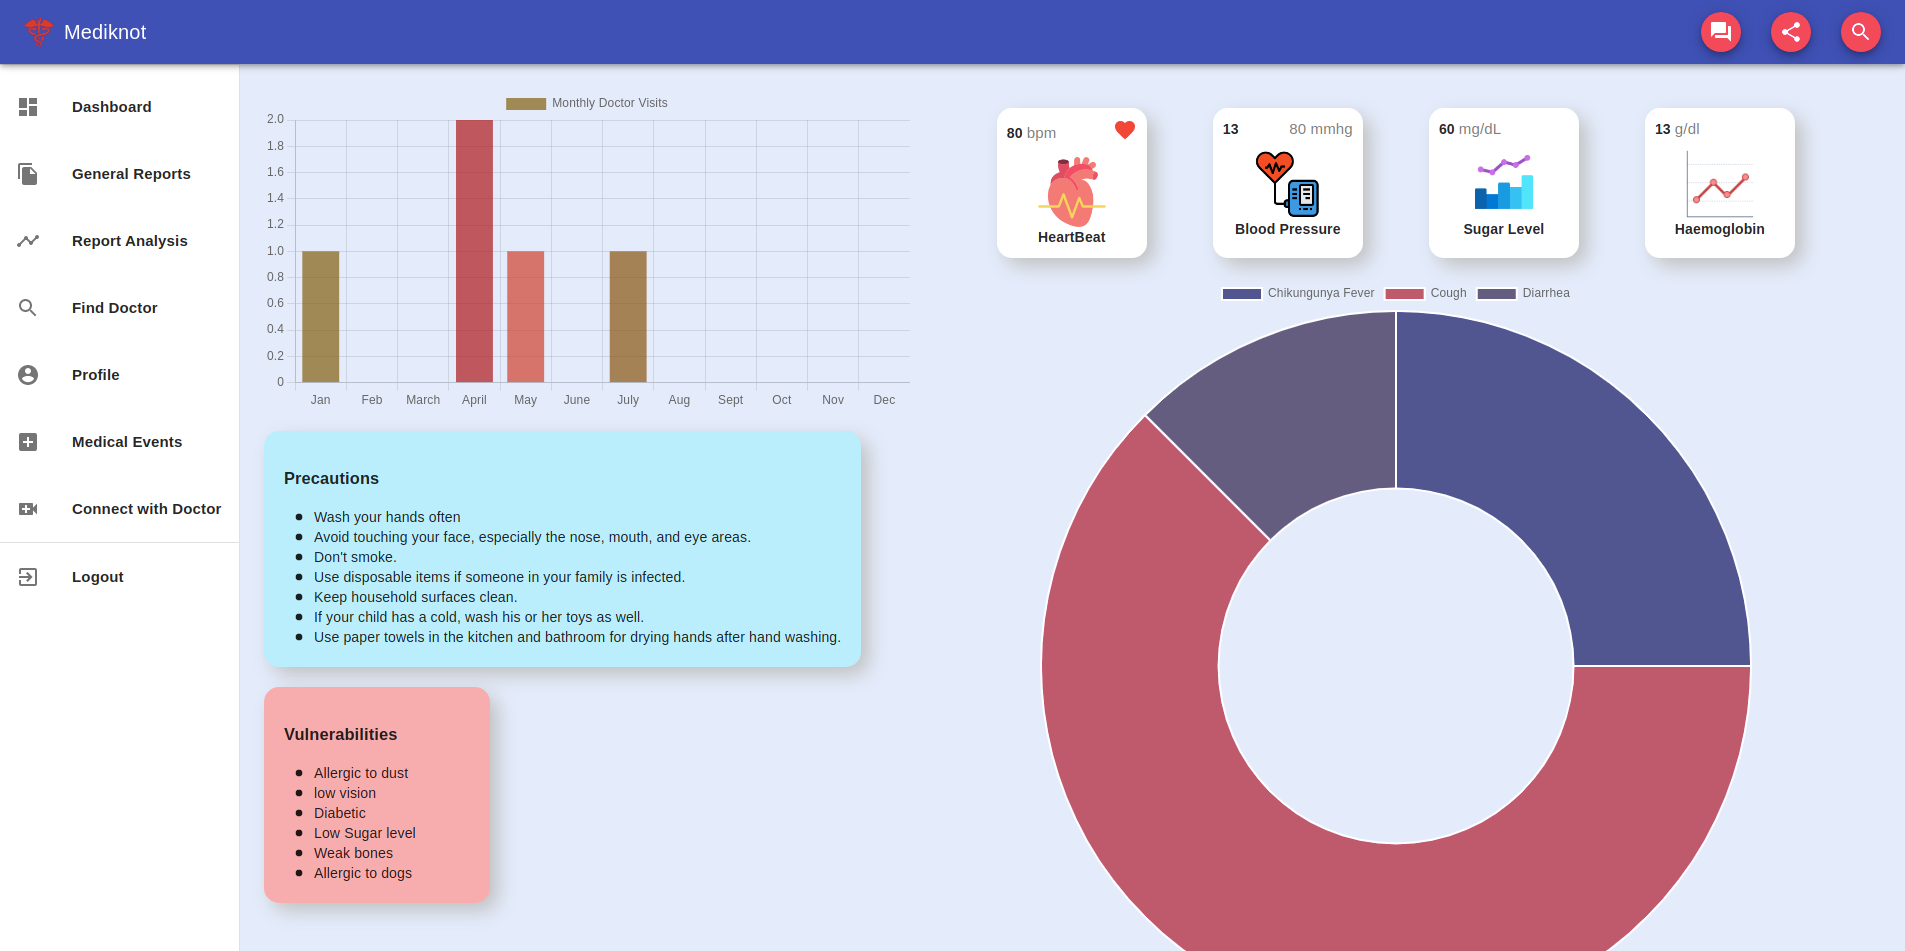 Mediknot
Dashboard
General Reports
Report Analysis
Find Doctor
Profile
Medical Events
Connect with Doctor
Logout
Monthly Doctor Visits
2.0
1.8
1.6
1.4
1.2
1.0
0.8
0.6
0.4
0.2
0
Jan Feb March April May June July Aug Sept Oct Nov Dec
Precautions
Wash your hands often
Avoid touching your face, especially the nose, mouth, and eye areas.
Don't smoke.
Use disposable items if someone in your family is infected.
Keep household surfaces clean.
If your child has a cold, wash his or her toys as well.
Use paper towels in the kitchen and bathroom for drying hands after hand washing.
Vulnerabilities
Allergic to dust
low vision
Diabetic
Low Sugar level
Weak bones
Allergic to dogs
80 bpm
HeartBeat
13 80 mmhg
Blood Pressure
60 mg/dL
Sugar Level
13 g/dl
Haemoglobin
Chikungunya Fever Cough Diarrhea